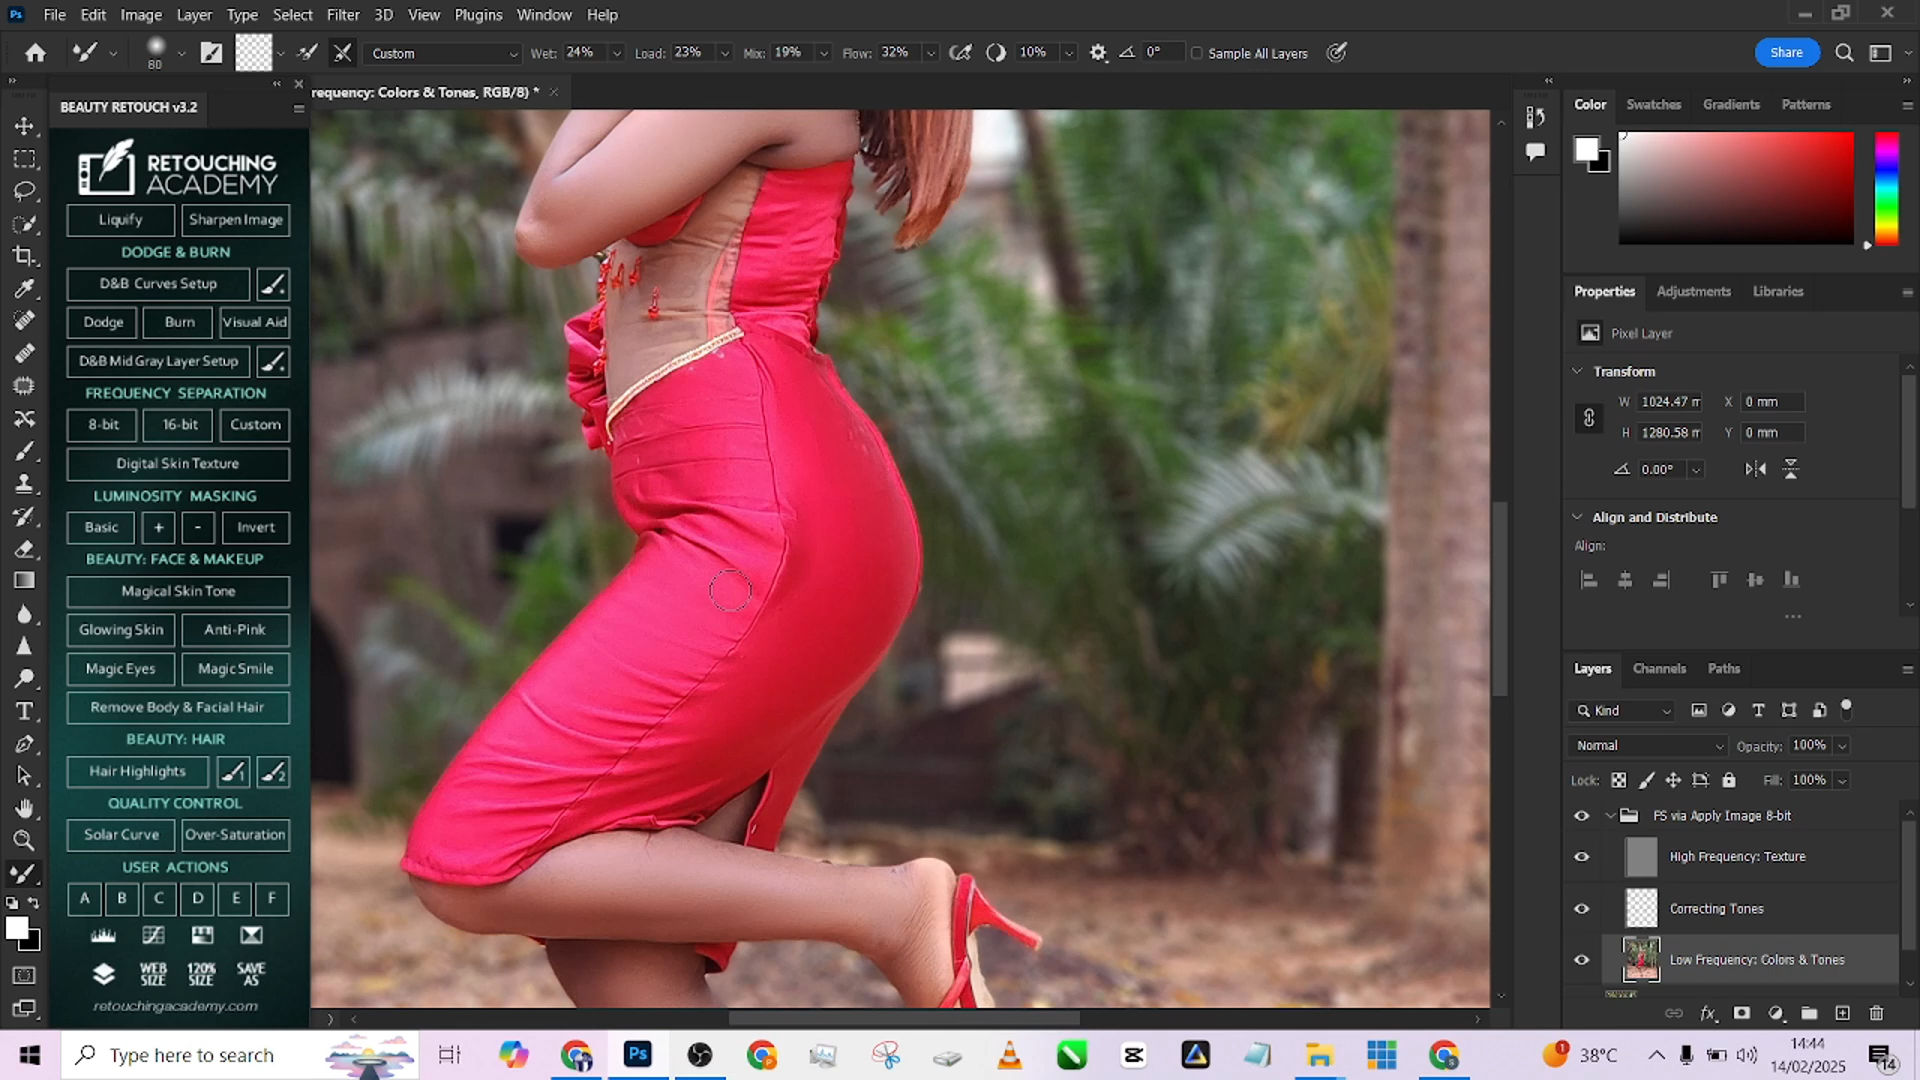 Ps File Edit Image Layer Type Select Filter 3D View Plugins Window Help
80 Custom Wet: 24% Load: 23% Mix: 19% Flow: 32% 10% 0° Sample All Layers Share
BEAUTY RETOUCH v3.2
requency: Colors & Tones, RGB/8) *
RETOUCHING
ACADEMY
Liquify Sharpen Image
DODGE & BURN
D&B Curves Setup
Dodge Burn Visual Aid
D&B Mid Gray Layer Setup
FREQUENCY SEPARATION
8-bit 16-bit Custom
Digital Skin Texture
LUMINOSITY MASKING
Basic + - Invert
BEAUTY: FACE & MAKEUP
Magical Skin Tone
Glowing Skin Anti-Pink
Magic Eyes Magic Smile
Remove Body & Facial Hair
BEAUTY: HAIR
Hair Highlights 1 2
QUALITY CONTROL
Solar Curve Over-Saturation
USER ACTIONS
A B C D E F
WEB SIZE 120% SIZE SAVE AS
retouchingacademy.com
Color Swatches Gradients Patterns
Properties Adjustments Libraries
Pixel Layer
Transform
W 1024.47 m X 0 mm
H 1280.58 m Y 0 mm
0.00°
Align and Distribute
Align:
Layers Channels Paths
Kind
Normal Opacity: 100%
Lock: Fill: 100%
FS via Apply Image 8-bit
High Frequency: Texture
Correcting Tones
Low Frequency: Colors & Tones
fx
Type here to search Ps 1 38°C 14:44
14/02/2025 14